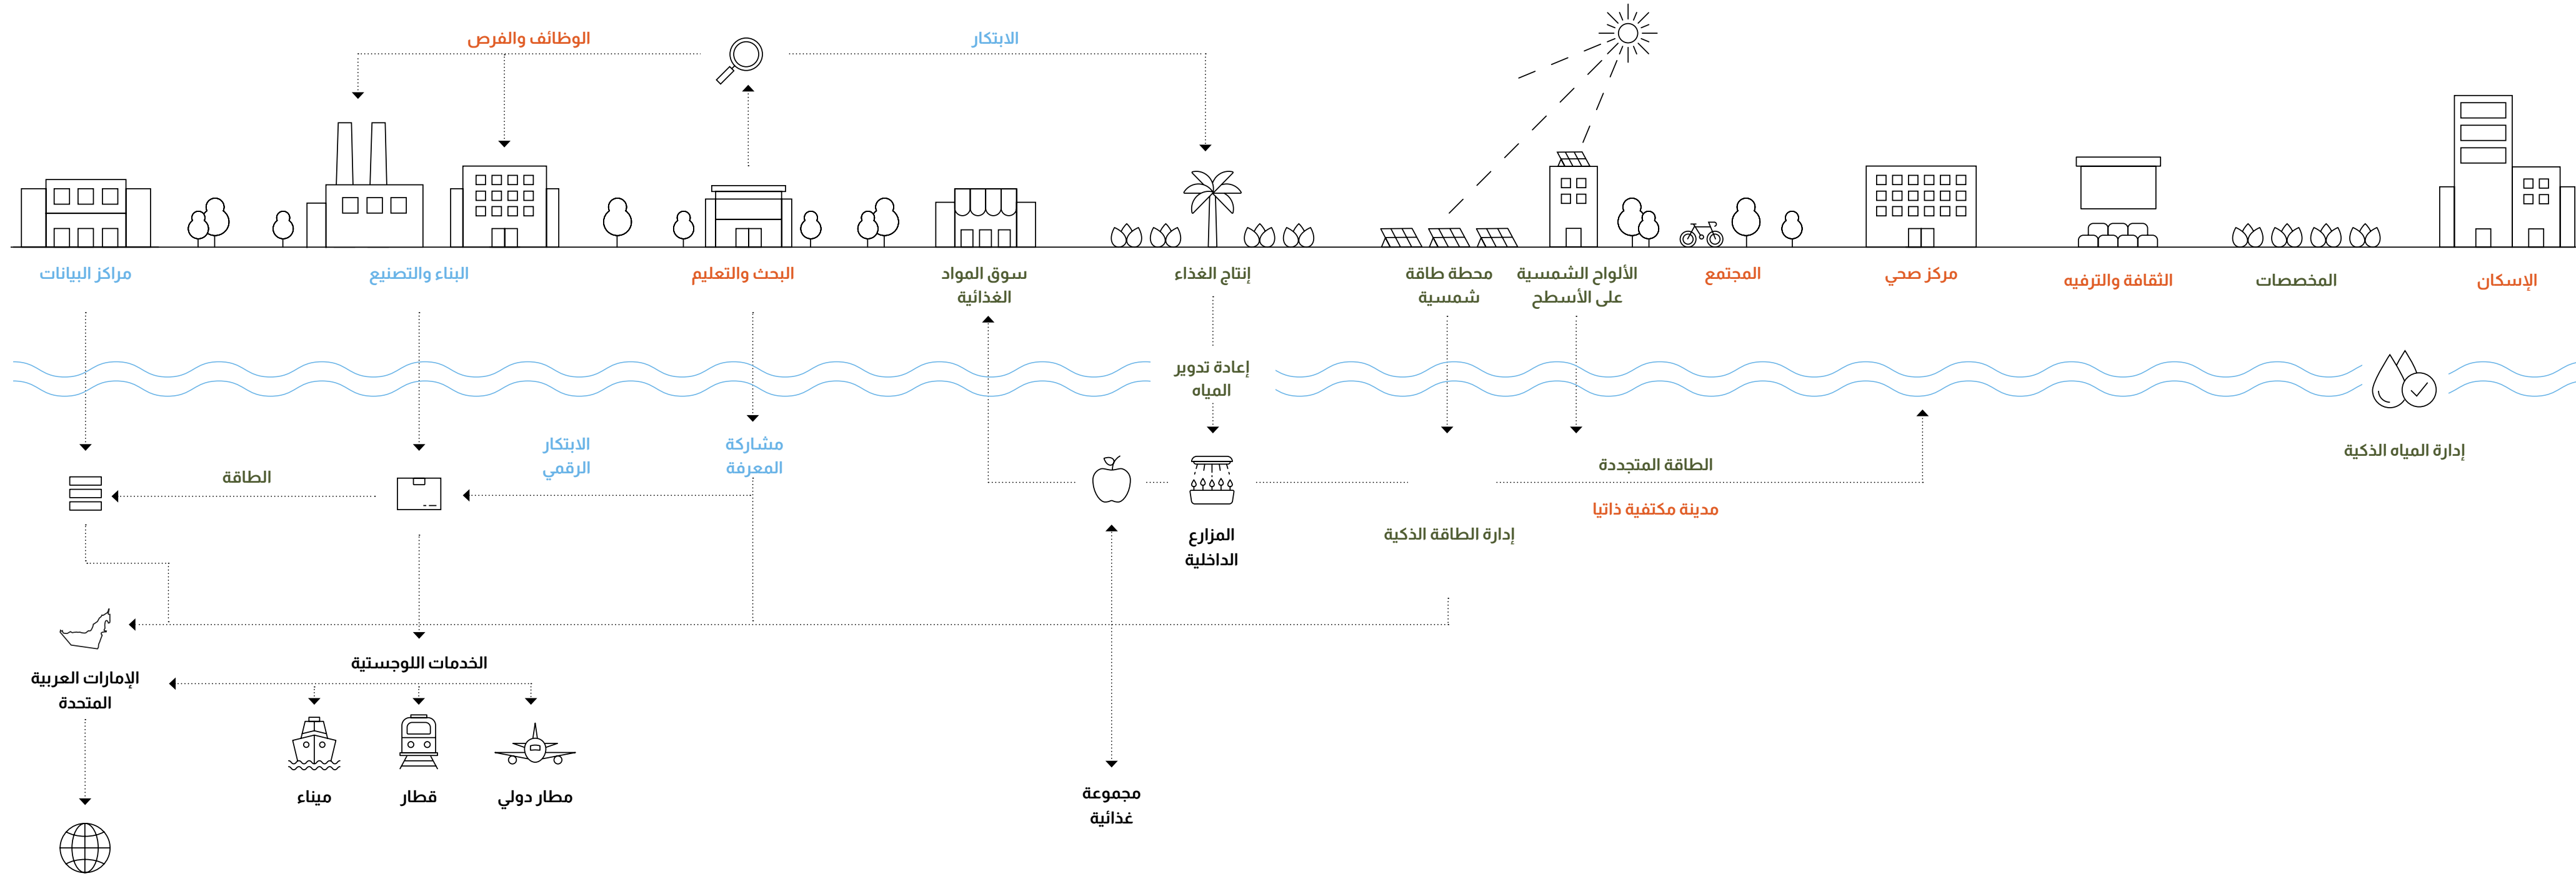 الابتكار
الوظائف والفرص
الإسكان
المخصصات
الثقافة والترفيه
مركز صحي
المجتمع
الألواح الشمسية
على الأسطح
محطة طاقة
شمسية
إنتاج الغذاء
سوق المواد
الغذائية
البحث والتعليم
البناء والتصنيع
مراكز البيانات
إدارة المياه الذكية
إعادة تدوير
المياه
الطاقة المتجددة
مدينة مكتفية ذاتيا
إدارة الطاقة الذكية
المزارع
الداخلية
مشاركة
المعرفة
الابتكار
الرقمي
الطاقة
الخدمات اللوجستية
الإمارات العربية
المتحدة
مطار دولي
قطار
ميناء
مجموعة
غذائية